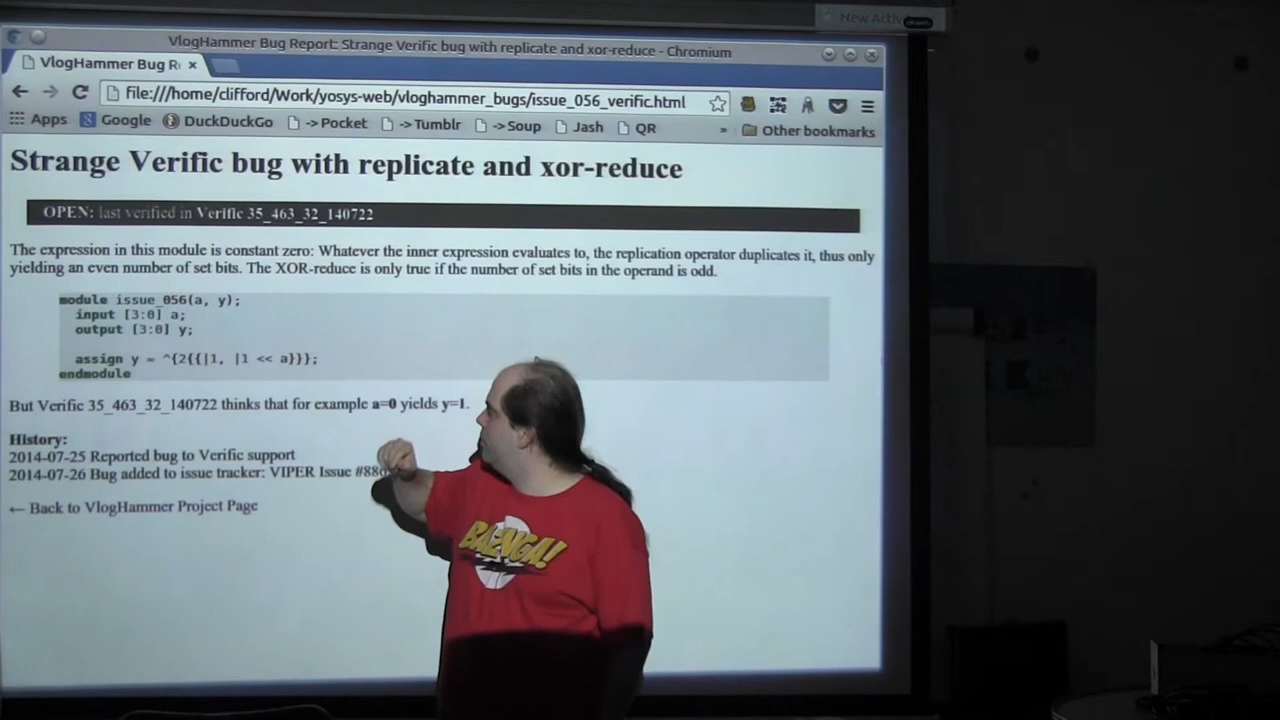 New Activ
VlogHammer Bug Report: Strange Verific bug with replicate and xor-reduce - Chromium
VlogHammer Bug R
file:///home/clifford/Work/yosys-web/vloghammer_bugs/issue_056_verific.html
Apps Google DuckDuckGo ->Pocket ->Tumblr ->Soup Jash QR » Other bookmarks
Strange Verific bug with replicate and xor-reduce
OPEN: last verified in Verific 35_463_32_140722
The expression in this module is constant zero: Whatever the inner expression evaluates to, the replication operator duplicates it, thus only
yielding an even number of set bits. The XOR-reduce is only true if the number of set bits in the operand is odd.
module issue_056(a, y);
input [3:0] a;
output [3:0] y;
assign y = ^{2{{|1, |1 << a}}};
endmodule
But Verific 35_463_32_140722 thinks that for example a=0 yields y=1.
History:
2014-07-25 Reported bug to Verific support
2014-07-26 Bug added to issue tracker: VIPER Issue #88
← Back to VlogHammer Project Page
BAZINGA!